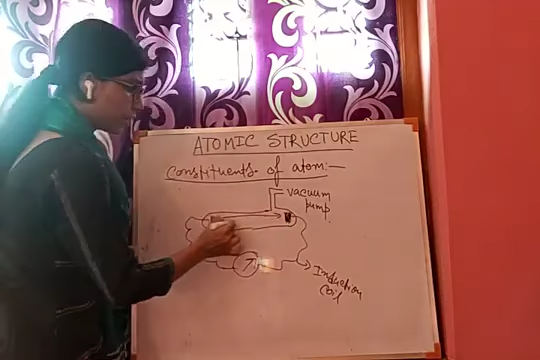 ATOMIC STRUCTURE
Constituents of atom:-
vacuum
pump
Induction
Coil